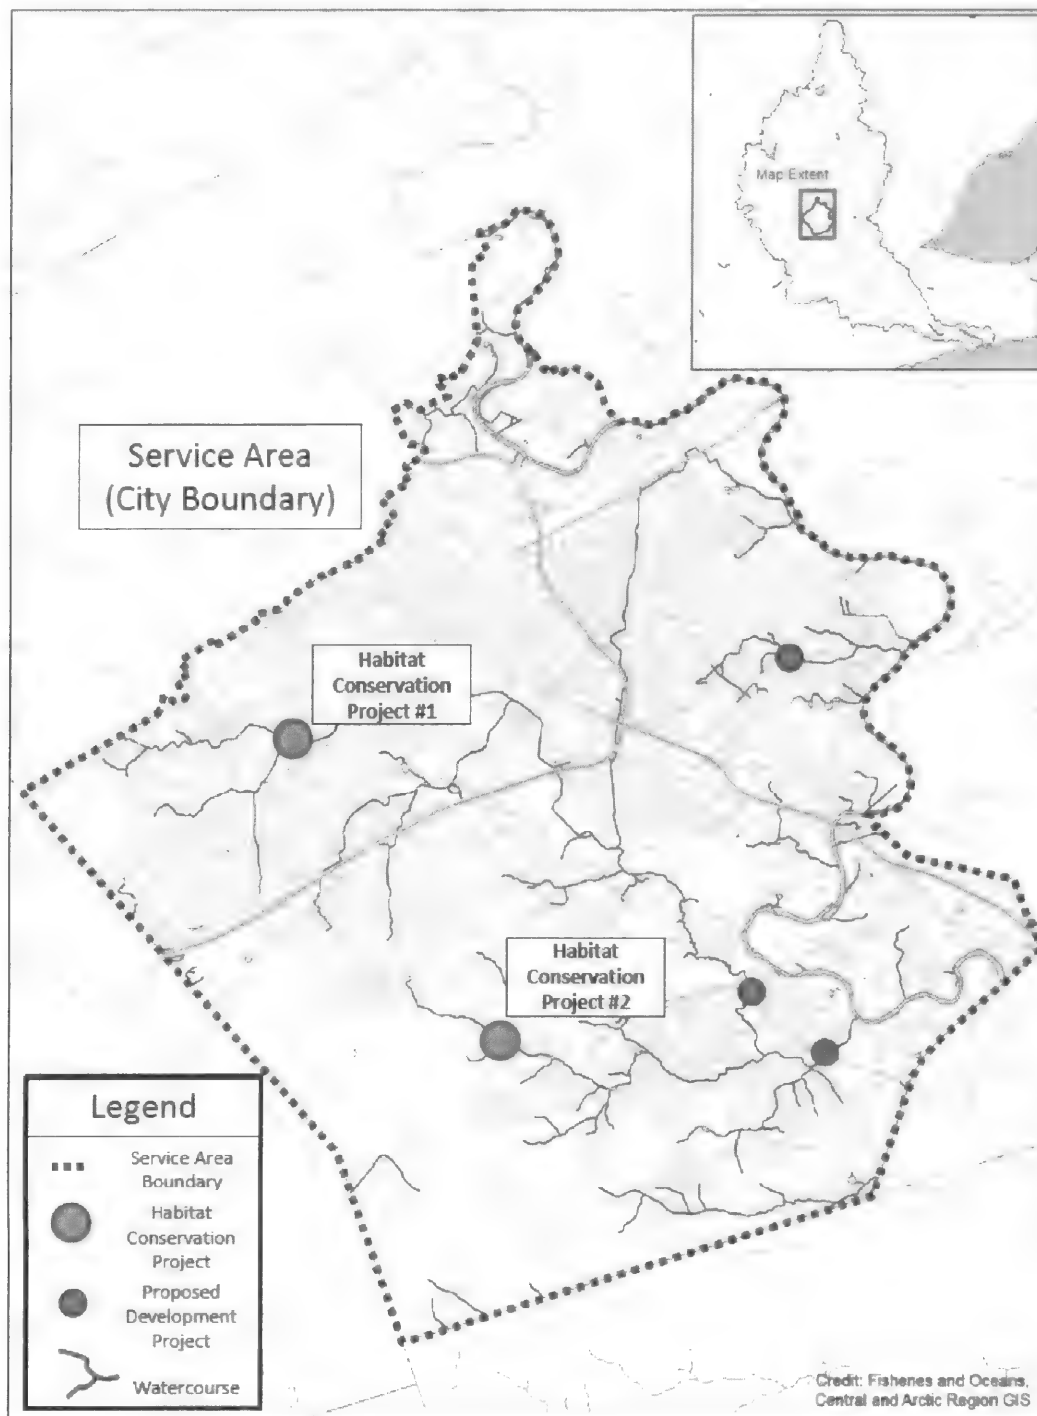 Map Extent
Service Area
(City Boundary)
Habitat
Conservation
Project #1
Habitat
Conservation
Project #2
Legend
Service Area
Boundary
Habitat
Conservation
Project
Proposed
Development
Project
Watercourse
Credit: Fisheries and Oceans,
Central and Arctic Region GIS